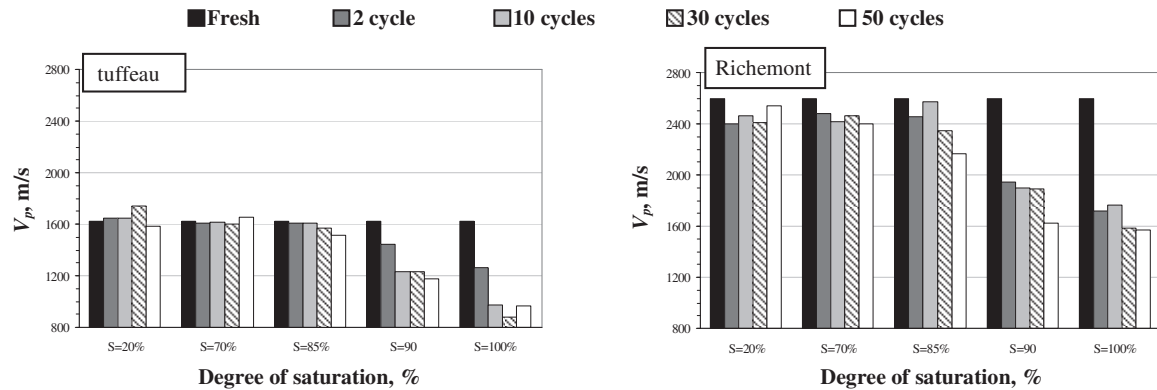 Fresh 2 cycle 10 cycles 30 cycles 50 cycles
tuffeau
2800
2400
2000
1600
1200
800
V_p, m/s
S=20% S=70% S=85% S=90 S=100%
Degree of saturation, %
Richemont
2800
2400
2000
1600
1200
800
V_p, m/s
S=20% S=70% S=85% S=90 S=100%
Degree of saturation, %